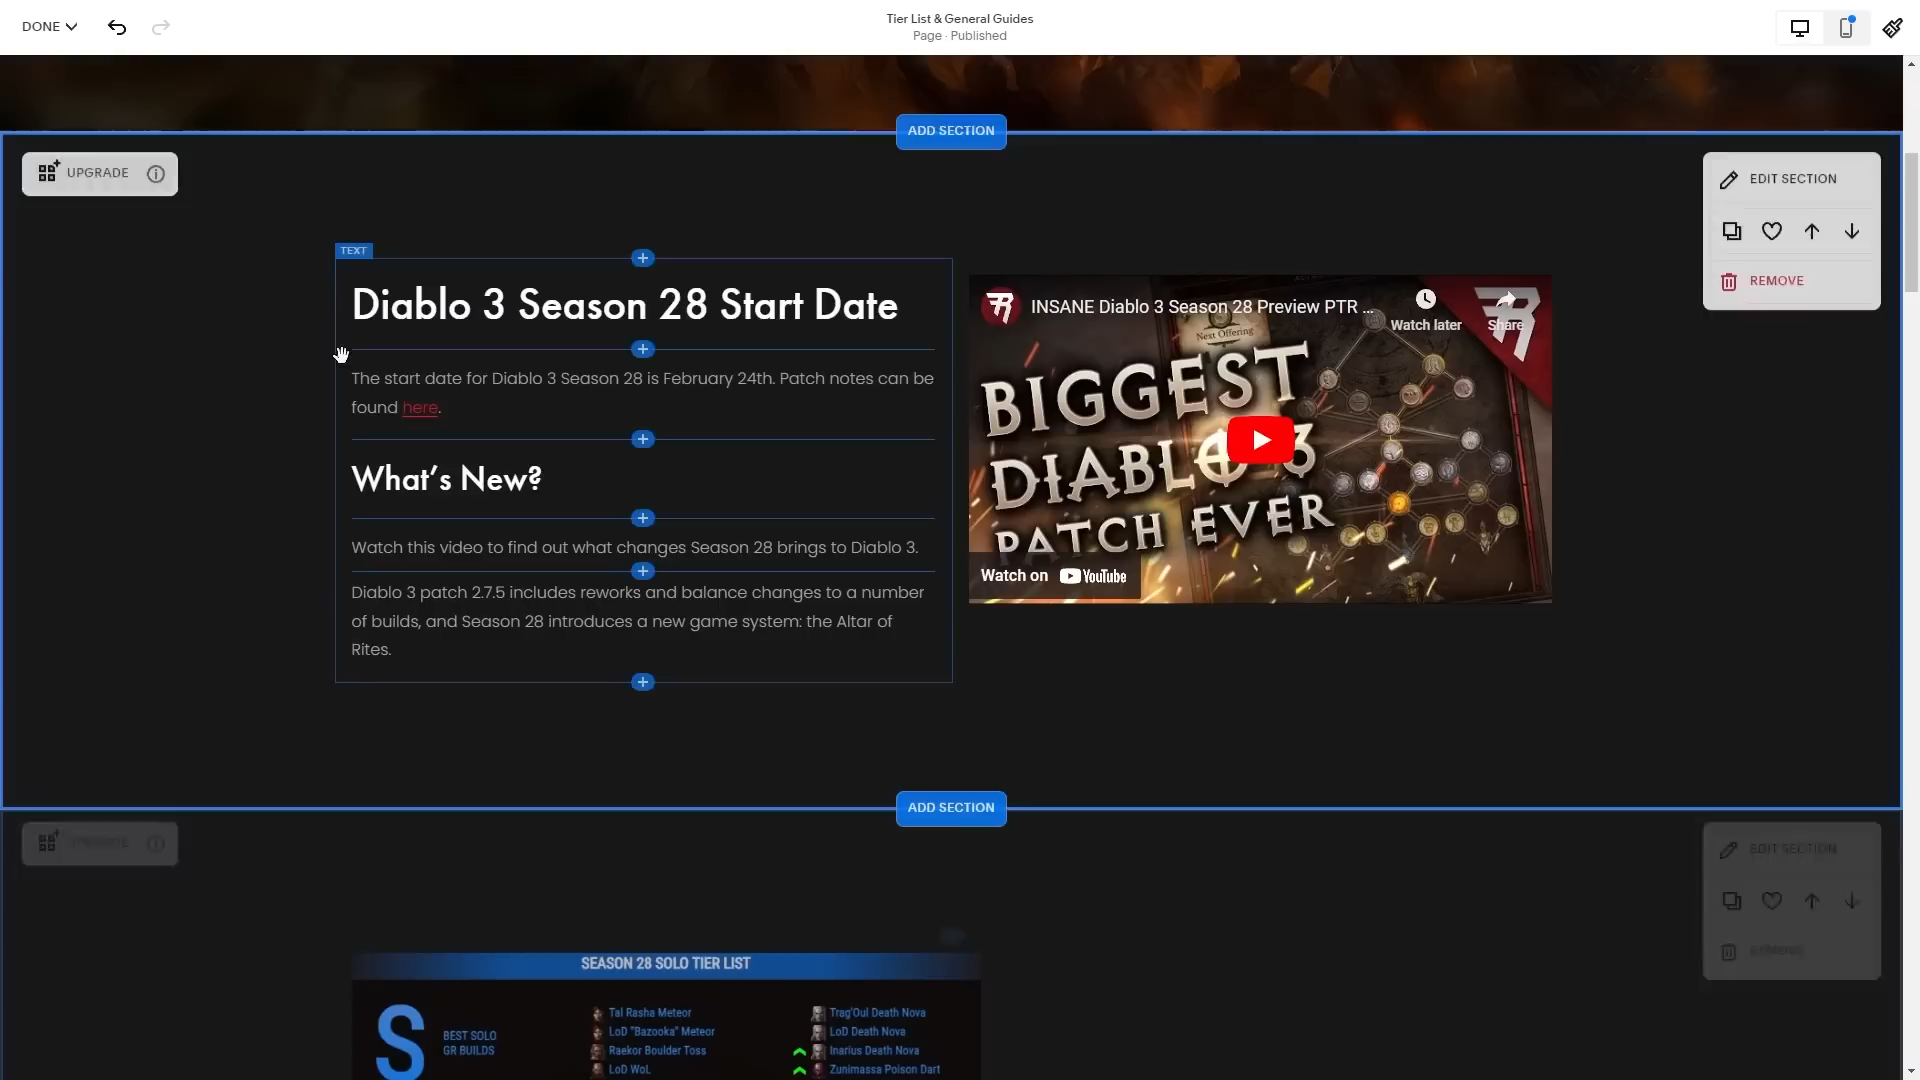 DONE
Tier List & General Guides
Page · Published
ADD SECTION
UPGRADE
EDIT SECTION
REMOVE
TEXT
Diablo 3 Season 28 Start Date
The start date for Diablo 3 Season 28 is February 24th. Patch notes can be
found here.
What's New?
Watch this video to find out what changes Season 28 brings to Diablo 3.
Diablo 3 patch 2.7.5 includes reworks and balance changes to a number
of builds, and Season 28 introduces a new game system: the Altar of
Rites.
INSANE Diablo 3 Season 28 Preview PTR ...
Watch later
Share
Next Offering
BIGGEST
DIABLO 3
PATCH EVER
Watch on YouTube
ADD SECTION
UPGRADE
EDIT SECTION
REMOVE
SEASON 28 SOLO TIER LIST
S
BEST SOLO
GR BUILDS
Tal Rasha Meteor
LoD "Bazooka" Meteor
Raekor Boulder Toss
LoD WoL
Trag'Oul Death Nova
LoD Death Nova
Inarius Death Nova
Zunimassa Poison Dart